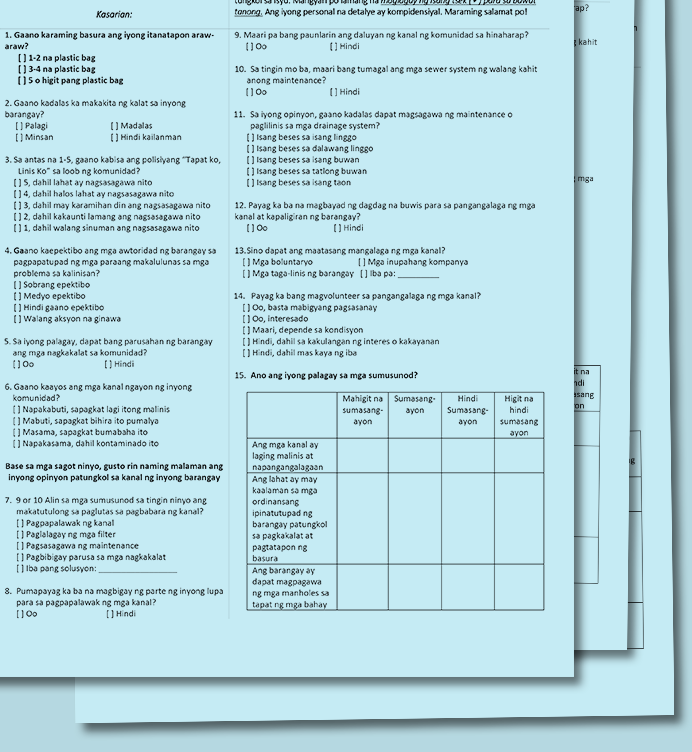 Kasarian:
1. Gaano karaming basura ang iyong itanatapon araw-
araw?
[ ] 1-2 na plastic bag
[ ] 3-4 na plastic bag
[ ] 5 o higit pang plastic bag
2. Gaano kadalas ka makakita ng kalat sa inyong
barangay?
[ ] Palagi [ ] Madalas
[ ] Minsan [ ] Hindi kailanman
3. Sa antas na 1-5, gaano kabisa ang polisiyang “Tapat ko,
Linis Ko” sa loob ng komunidad?
[ ] 5, dahil lahat ay nagsasagawa nito
[ ] 4, dahil halos lahat ay nagsasagawa nito
[ ] 3, dahil may karamihan din ang nagsasagawa nito
[ ] 2, dahil kakaunti lamang ang nagsasagawa nito
[ ] 1, dahil walang sinuman ang nagsasagawa nito
4. Gaano kaepektibo ang mga awtoridad ng barangay sa
pagpapatupad ng mga paraang makalulunas sa mga
problema sa kalinisan?
[ ] Sobrang epektibo
[ ] Medyo epektibo
[ ] Hindi gaano epektibo
[ ] Walang aksyon na ginawa
5. Sa iyong palagay, dapat bang parusahan ng barangay
ang mga nagkakalat sa komunidad?
[ ] Oo [ ] Hindi
6. Gaano kaayos ang mga kanal ngayon ng inyong
komunidad?
[ ] Napakabuti, sapagkat lagi itong malinis
[ ] Mabuti, sapagkat bihira ito pumalya
[ ] Masama, sapagkat bumabaha ito
[ ] Napakasama, dahil kontaminado ito
Base sa mga sagot ninyo, gusto rin naming malaman ang
inyong opinyon patungkol sa kanal ng inyong barangay
7. 9 or 10 Alin sa mga sumusunod sa tingin ninyo ang
makatutulong sa paglutas sa pagbabara ng kanal?
[ ] Pagpapalawak ng kanal
[ ] Paglalagay ng mga filter
[ ] Pagsasagawa ng maintenance
[ ] Pagbibigay parusa sa mga nagkakalat
[ ] Iba pang solusyon: ________________
8. Pumapayag ka ba na magbigay ng parte ng inyong lupa
para sa pagpapalawak ng mga kanal?
[ ] Oo [ ] Hindi
tungkol sa isyu. Mangyari po lamang na maglagay ng isang tsek [ ] para sa bawat
tanong. Ang iyong personal na detalye ay kompidensiyal. Maraming salamat po!
9. Maari pa bang paunlarin ang daluyan ng kanal ng komunidad sa hinaharap?
[ ] Oo [ ] Hindi
10. Sa tingin mo ba, maari bang tumagal ang mga sewer system ng walang kahit
anong maintenance?
[ ] Oo [ ] Hindi
11. Sa iyong opinyon, gaano kadalas dapat magsagawa ng maintenance o
paglilinis sa mga drainage system?
[ ] Isang beses sa isang linggo
[ ] Isang beses sa dalawang linggo
[ ] Isang beses sa isang buwan
[ ] Isang beses sa tatlong buwan
[ ] Isang beses sa isang taon
12. Payag ka ba na magbayad ng dagdag na buwis para sa pangangalaga ng mga
kanal at kapaligiran ng barangay?
[ ] Oo [ ] Hindi
13.Sino dapat ang maatasang mangalaga ng mga kanal?
[ ] Mga boluntaryo [ ] Mga inupahang kompanya
[ ] Mga taga-linis ng barangay [ ] Iba pa: ________
14. Payag ka bang magvolunteer sa pangangalaga ng mga kanal?
[ ] Oo, basta mabigyang pagsasanay
[ ] Oo, interesado
[ ] Maari, depende sa kondisyon
[ ] Hindi, dahil sa kakulangan ng interes o kakayanan
[ ] Hindi, dahil mas kaya ng iba
15. Ano ang iyong palagay sa mga sumusunod?
Mahigit na Sumasang- Hindi Higit na
sumasang- ayon Sumasang- hindi
ayon ayon sumasang
ayon
Ang mga kanal ay
laging malinis at
napangangalagaan
Ang lahat ay may
kaalaman sa mga
ordinansang
ipinatutupad ng
barangay patungkol
sa pagkakalat at
pagtatapon ng
basura
Ang barangay ay
dapat magpagawa
ng mga manholes sa
tapat ng mga bahay
rap?
kahit
mga
it na
ndi
asang
on